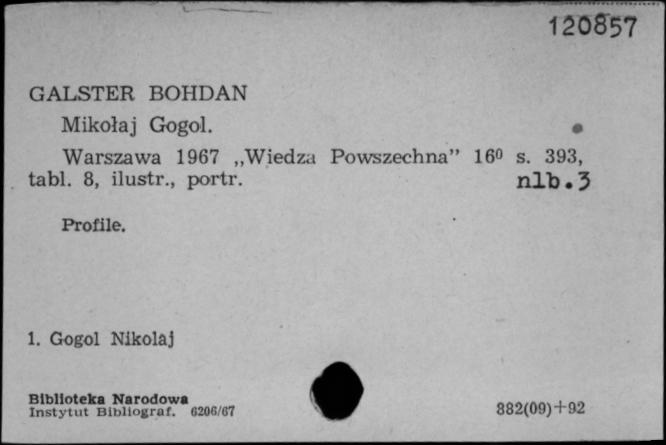 120857
GALSTER BOHDAN
Mikołaj Gogol.
Warszawa 1967 „Wiedza Powszechna” 16⁰ s. 393,
tabl. 8, ilustr., portr. nlb.3
Profile.
1. Gogol Nikolaj
Biblioteka Narodowa
Instytut Bibliograf. 6206/67
882(09)+92